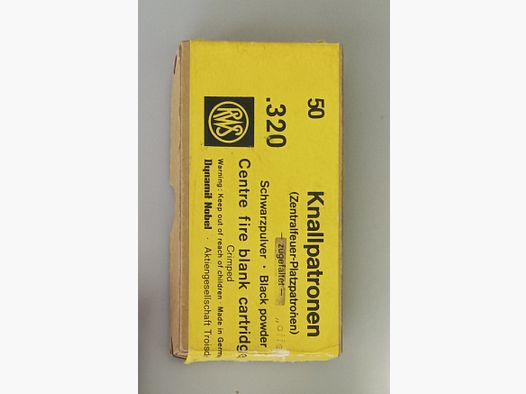 50 Knallpatronen
(Zentralfeuer-Platzpatronen)
— zugefaltet —
.320 Schwarzpulver · Black powder
RWS
Centre fire blank cartridge
Crimped
Warning: Keep out of reach of children · Made in Germ
Dynamit Nobel · Aktiengesellschaft Troisd